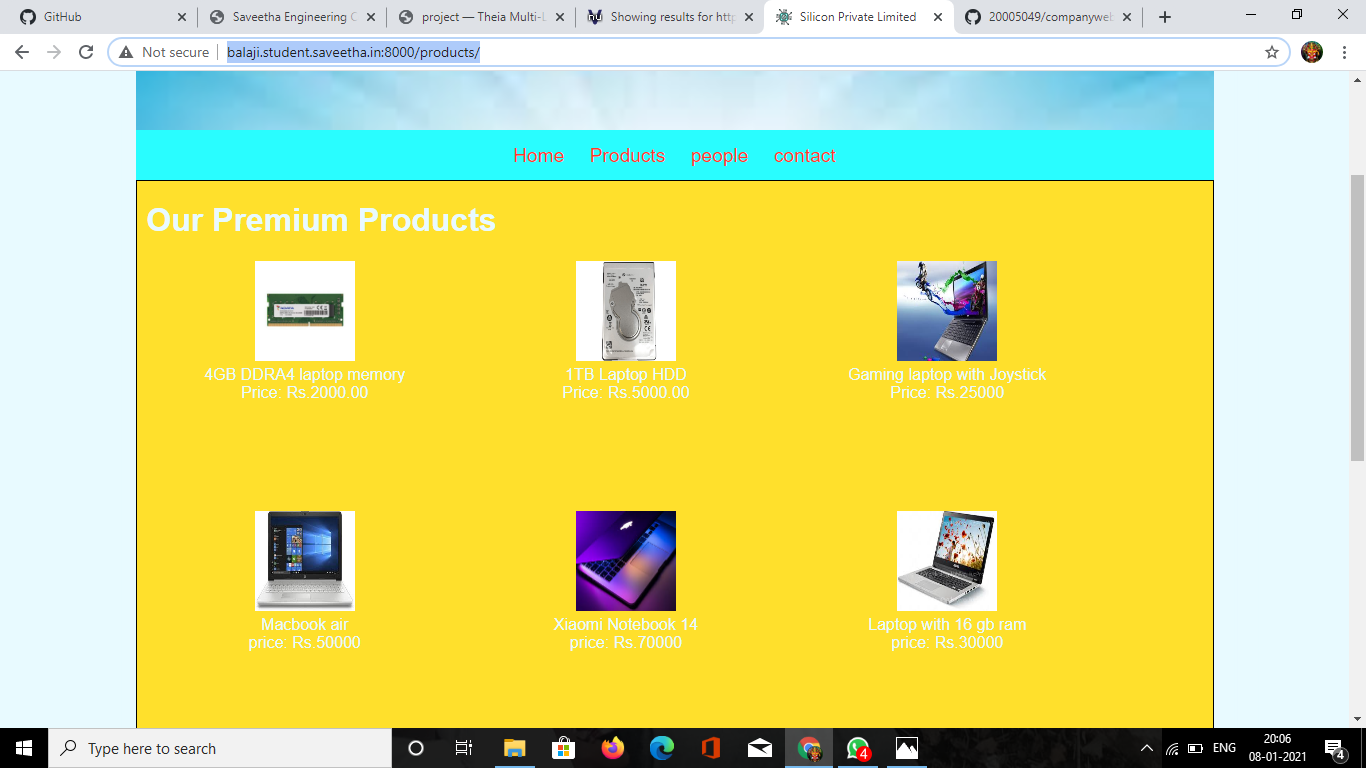 GitHub
Saveetha Engineering C
project — Theia Multi-L
Showing results for http
Silicon Private Limited
20005049/companyweb
Not secure
balaji.student.saveetha.in:8000/products/
Home Products people contact
Our Premium Products
4GB DDRA4 laptop memory
Price: Rs.2000.00
1TB Laptop HDD
Price: Rs.5000.00
Gaming laptop with Joystick
Price: Rs.25000
Macbook air
price: Rs.50000
Xiaomi Notebook 14
price: Rs.70000
Laptop with 16 gb ram
price: Rs.30000
Type here to search
4
ENG
20:06
08-01-2021
4